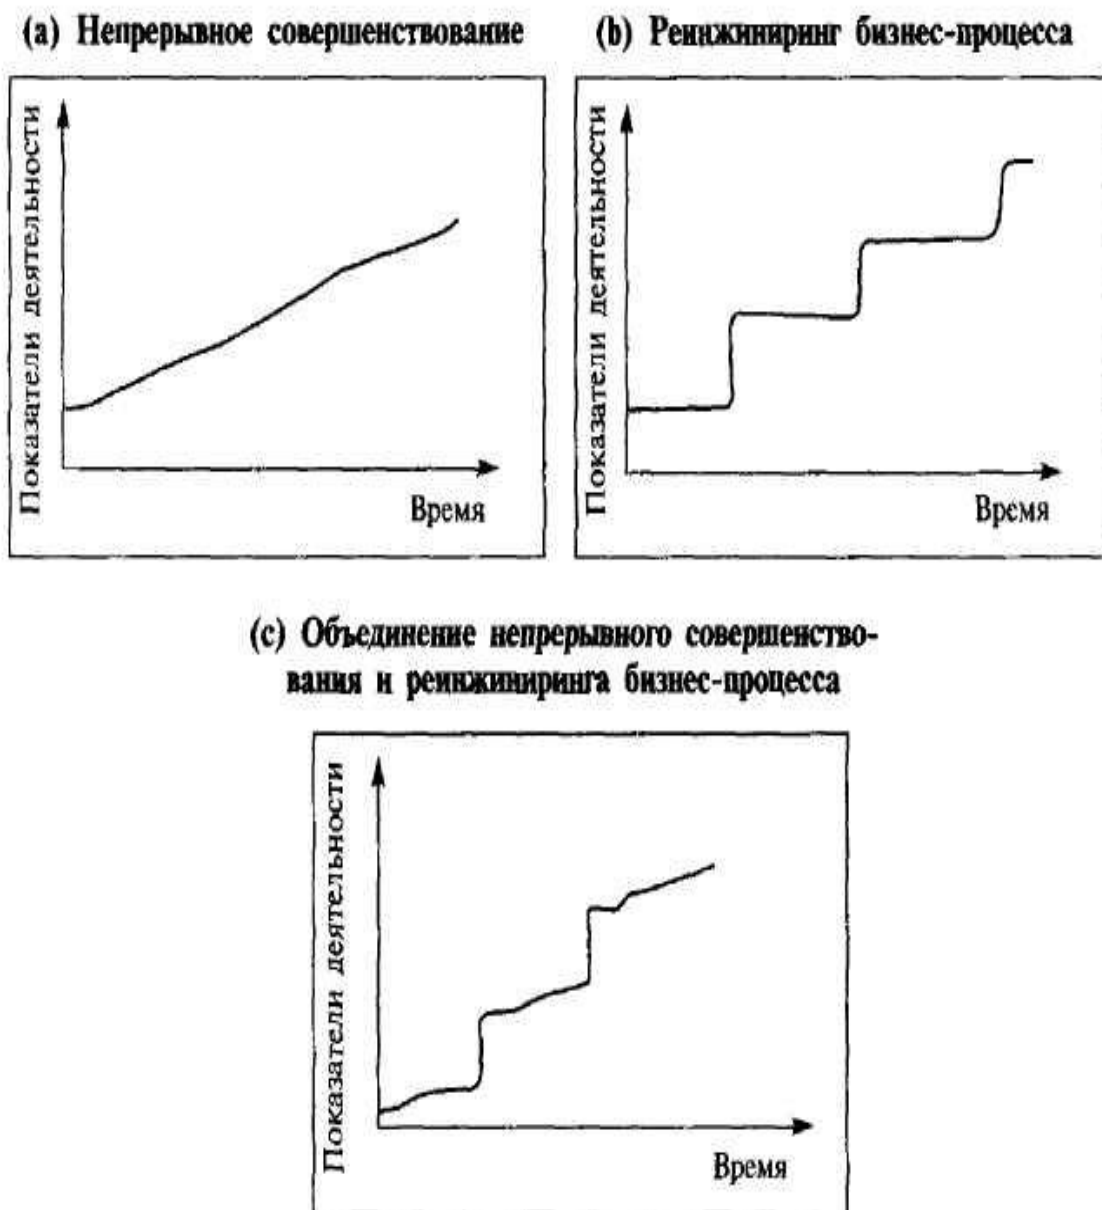 (a) Непрерывное совершенствование
(b) Реинжиниринг бизнес-процесса
Показатели деятельности
Время
Показатели деятельности
Время
(c) Объединение непрерывного совершенство-
вания и реинжиниринга бизнес-процесса
Показатели деятельности
Время